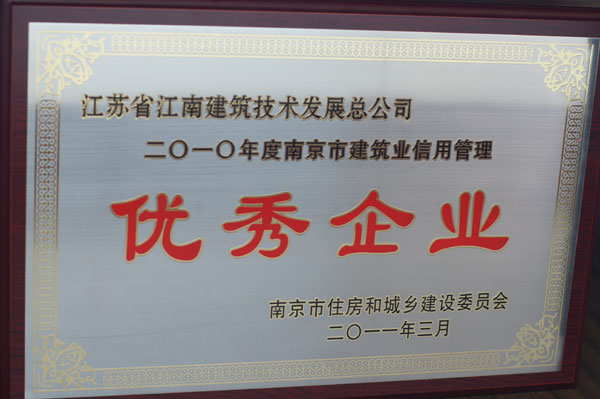 江苏省江南建筑技术发展总公司
二〇一〇年度南京市建筑业信用管理
优秀企业
南京市住房和城乡建设委员会
二〇一一年三月